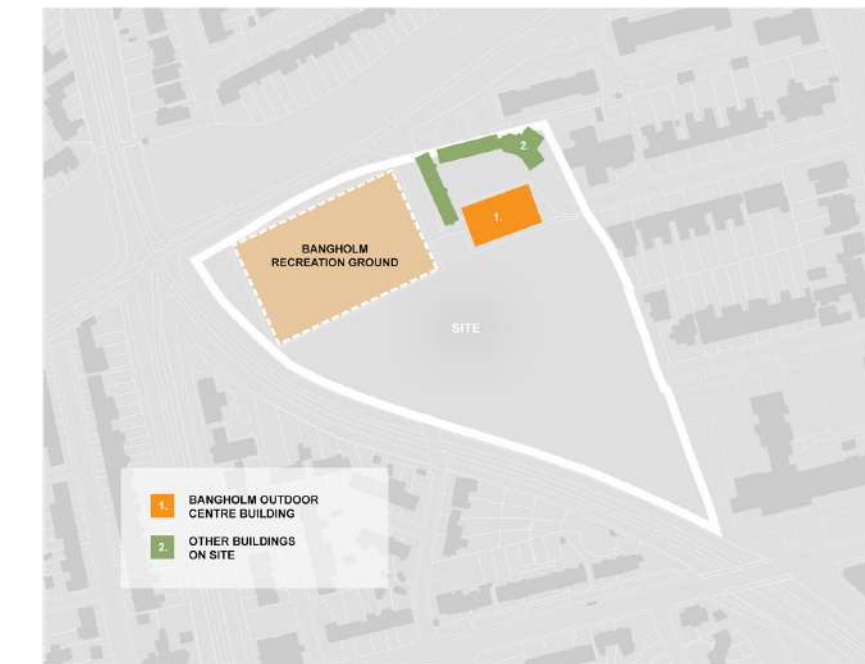 2.
1.
BANGHOLM
RECREATION GROUND
SITE
1.
BANGHOLM OUTDOOR
CENTRE BUILDING
2.
OTHER BUILDINGS
ON SITE